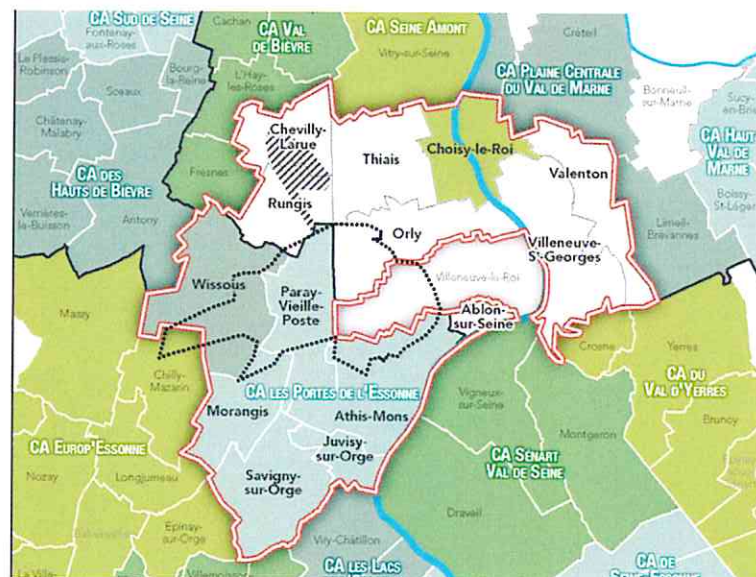 CA Sud de Seine
Fontenay-
aux-Roses
Le Plessis-
Robinson
Sceaux
Bourg-
la-Reine
Châtenay-
Malabry
CA des
Hauts de Bièvre
Verrières-
le-Buisson
Antony
Cachan
CA Val
de Bièvre
L'Haÿ-
les-Roses
Fresnes
CA Seine Amont
Vitry-sur-Seine
Créteil
CA Plaine Centrale
du Val de Marne
Bonneuil-
sur-Marne
Sucy-
en-Brie
CA Haut
Val de
Marne
Boissy-
St-Léger
Limeil-
Brévannes
Chevilly-
Larue
Thiais
Choisy-le-Roi
Valenton
Rungis
Orly
Villeneuve-
St-Georges
Villeneuve-le-Roi
Wissous
Paray-
Vieille-
Poste
Ablon-
sur-Seine
Massy
Chilly-
Mazarin
CA les Portes de l'Essonne
Morangis
Athis-Mons
Juvisy-
sur-Orge
Savigny-
sur-Orge
CA Europ'Essonne
Nozay
Longjumeau
Epinay-
sur-Orge
La Ville-
Viry-Châtillon
CA les Lacs
Crosne
Yerres
CA du
Val d'Yerres
Brunoy
Vigneux-
sur-Seine
Montgeron
CA Sénart
Val de Seine
Draveil
CA de